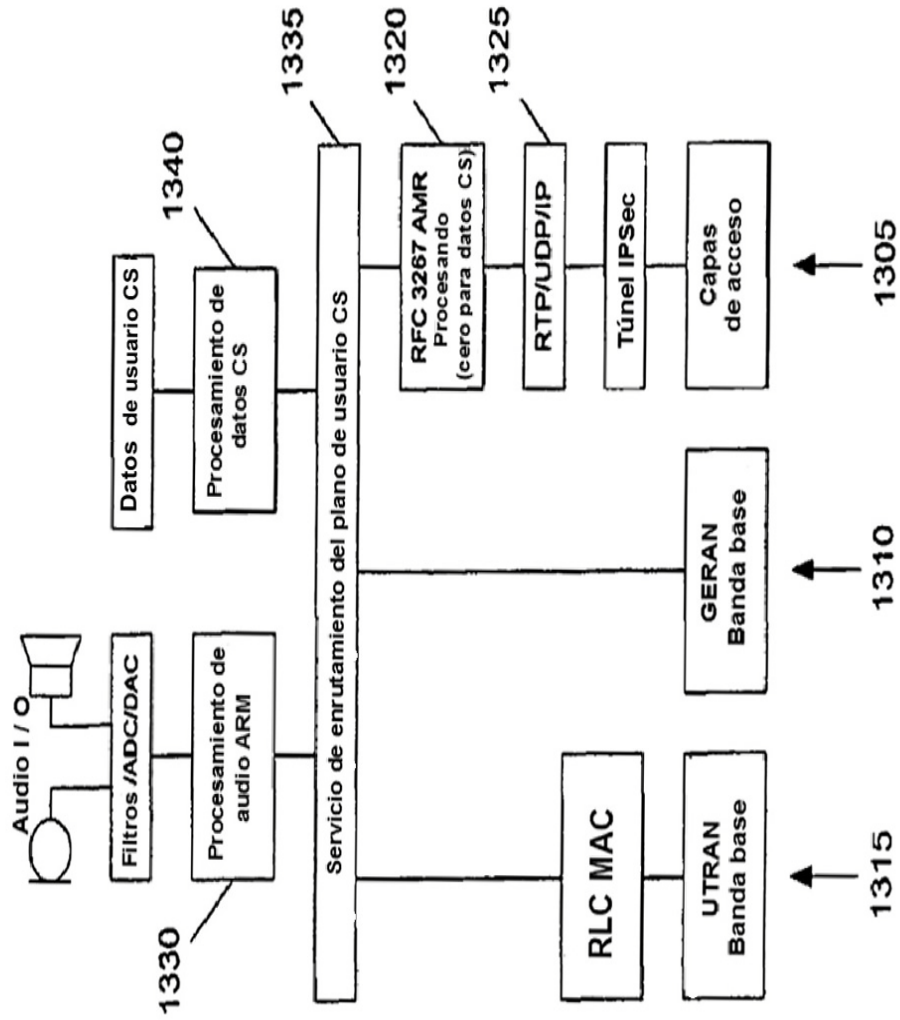 Audio I / O
Filtros /ADC/DAC
Procesamiento de
audio ARM
1330
Datos de usuario CS
Procesamiento de
datos CS
1340
Servicio de enrutamiento del plano de usuario CS
1335
RFC 3267 AMR
Procesando
(cero para datos CS)
1320
RTP/UDP/IP
1325
Túnel IPSec
Capas
de acceso
1305
GERAN
Banda base
1310
RLC MAC
UTRAN
Banda base
1315